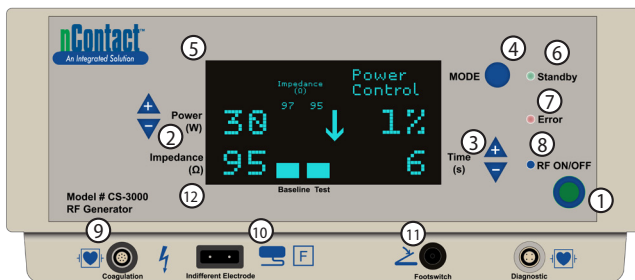 nContact
An Integrated Solution
5
4
6
MODE
Standby
7
Error
8
RF ON/OFF
1
Impedance
(Ω)
97 95
Power
Control
Power
(W)
2
30
1%
3
Impedance
(Ω)
95
Baseline Test
6
Time
(s)
12
Model # CS-3000
RF Generator
9
10
11
F
Coagulation
Indifferent Electrode
Footswitch
Diagnostic